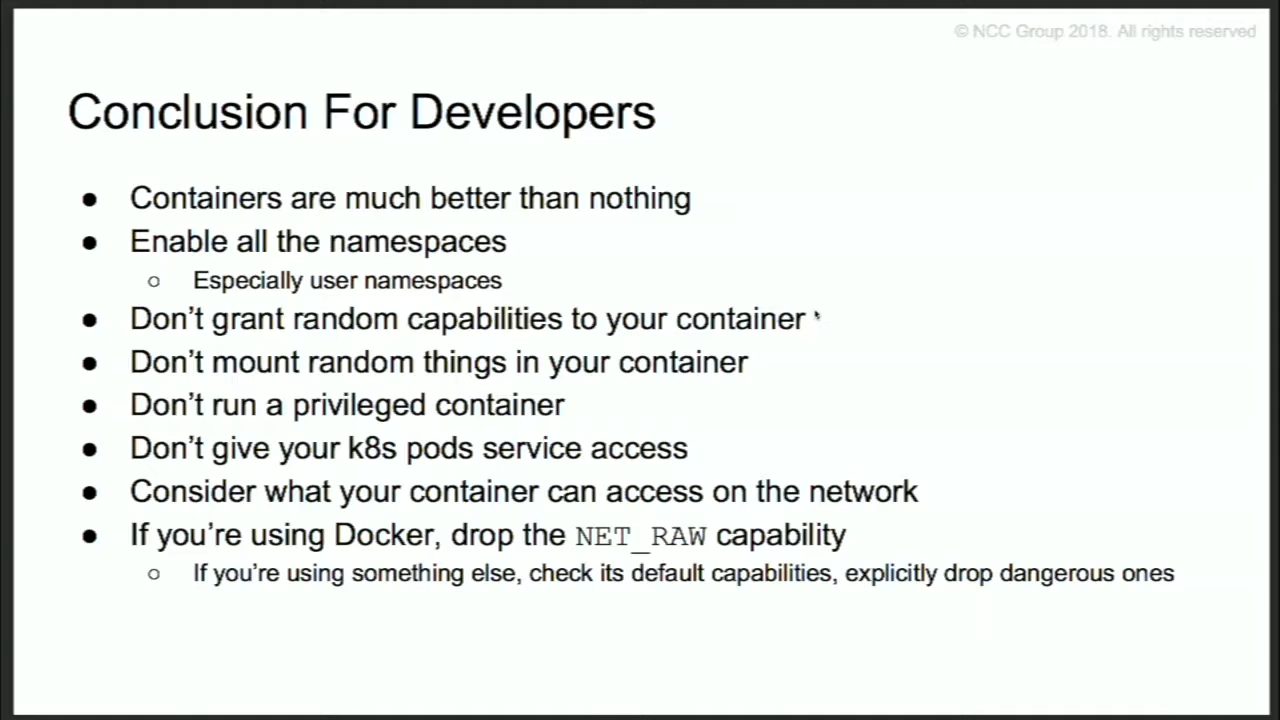 © NCC Group 2018. All rights reserved
Conclusion For Developers
● Containers are much better than nothing
● Enable all the namespaces
○ Especially user namespaces
● Don’t grant random capabilities to your container
● Don’t mount random things in your container
● Don’t run a privileged container
● Don’t give your k8s pods service access
● Consider what your container can access on the network
● If you’re using Docker, drop the NET_RAW capability
○ If you’re using something else, check its default capabilities, explicitly drop dangerous ones